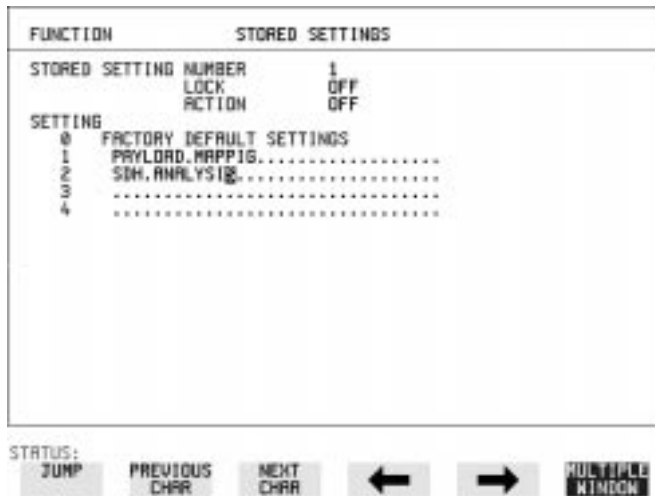 FUNCTION STORED SETTINGS
STORED SETTING NUMBER 1
LOCK OFF
ACTION OFF
SETTING
0 FACTORY DEFAULT SETTINGS
1 PAYLOAD.MAPPIG..................
2 SDH.ANALYSIS....................
3 ................................
4 ................................
STATUS:
JUMP PREVIOUS CHAR NEXT CHAR MULTIPLE WINDOW